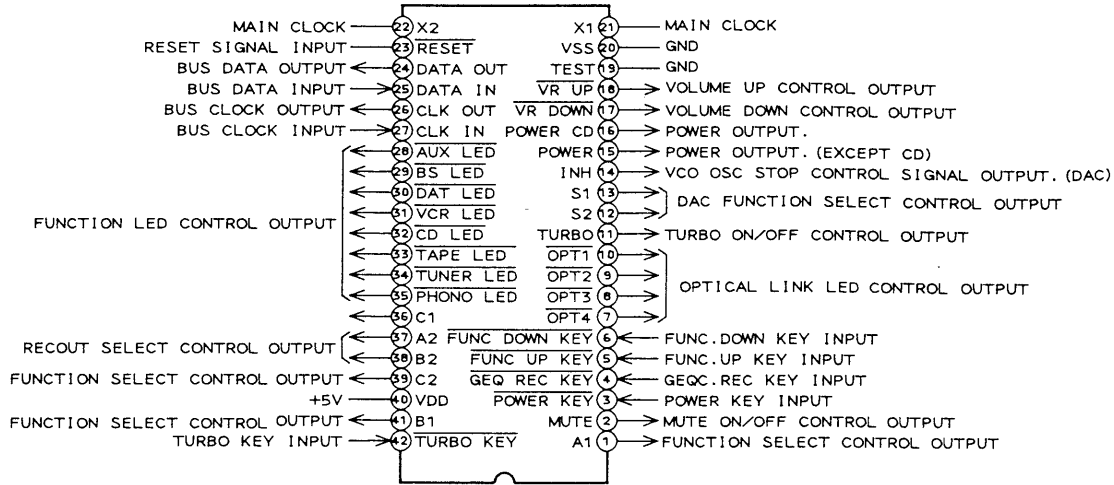 MAIN CLOCK 22 X2 X1 21 MAIN CLOCK
RESET SIGNAL INPUT 23 RESET VSS 20 GND
BUS DATA OUTPUT 24 DATA OUT TEST 19 GND
BUS DATA INPUT 25 DATA IN VR UP 18 VOLUME UP CONTROL OUTPUT
BUS CLOCK OUTPUT 26 CLK OUT VR DOWN 17 VOLUME DOWN CONTROL OUTPUT
BUS CLOCK INPUT 27 CLK IN POWER CD 16 POWER OUTPUT.
28 AUX LED POWER 15 POWER OUTPUT. (EXCEPT CD)
29 BS LED INH 14 VCO OSC STOP CONTROL SIGNAL OUTPUT. (DAC)
30 DAT LED S1 13
DAC FUNCTION SELECT CONTROL OUTPUT
31 VCR LED S2 12
FUNCTION LED CONTROL OUTPUT
32 CD LED TURBO 11 TURBO ON/OFF CONTROL OUTPUT
33 TAPE LED OPT1 10
34 TUNER LED OPT2 9
OPTICAL LINK LED CONTROL OUTPUT
35 PHONO LED OPT3 8
36 C1 OPT4 7
37 A2 FUNC DOWN KEY 6 FUNC.DOWN KEY INPUT
RECOUT SELECT CONTROL OUTPUT
38 B2 FUNC UP KEY 5 FUNC.UP KEY INPUT
FUNCTION SELECT CONTROL OUTPUT 39 C2 GEQ REC KEY 4 GEQC.REC KEY INPUT
+5V 40 VDD POWER KEY 3 POWER KEY INPUT
FUNCTION SELECT CONTROL OUTPUT 41 B1 MUTE 2 MUTE ON/OFF CONTROL OUTPUT
TURBO KEY INPUT 42 TURBO KEY A1 1 FUNCTION SELECT CONTROL OUTPUT